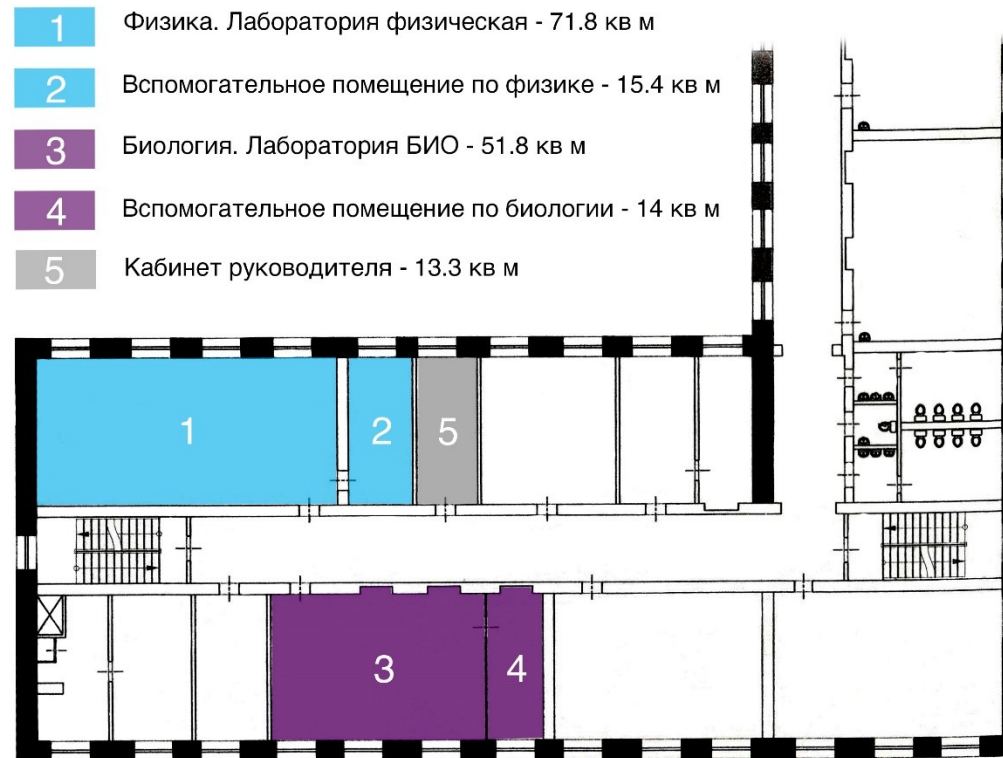 1 Физика. Лаборатория физическая - 71.8 кв м
2 Вспомогательное помещение по физике - 15.4 кв м
3 Биология. Лаборатория БИО - 51.8 кв м
4 Вспомогательное помещение по биологии - 14 кв м
5 Кабинет руководителя - 13.3 кв м
1 2 5
3 4